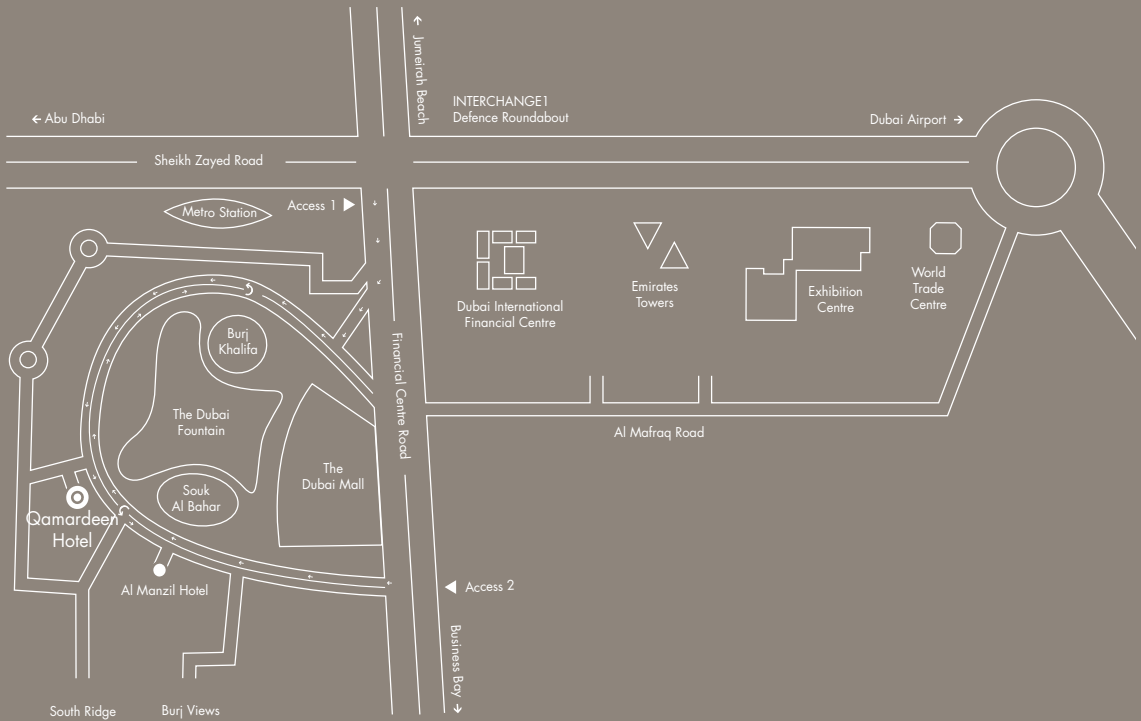 ↑ Jumeirah Beach
INTERCHANGE1
Defence Roundabout
← Abu Dhabi
Dubai Airport →
Sheikh Zayed Road
Metro Station
Access 1
Dubai International
Financial Centre
Emirates
Towers
Exhibition
Centre
World
Trade
Centre
Burj
Khalifa
Financial Centre Road
The Dubai
Fountain
Al Mafraq Road
The
Dubai Mall
Souk
Al Bahar
Qamardeen
Hotel
Al Manzil Hotel
Access 2
Business Bay →
South Ridge
Burj Views